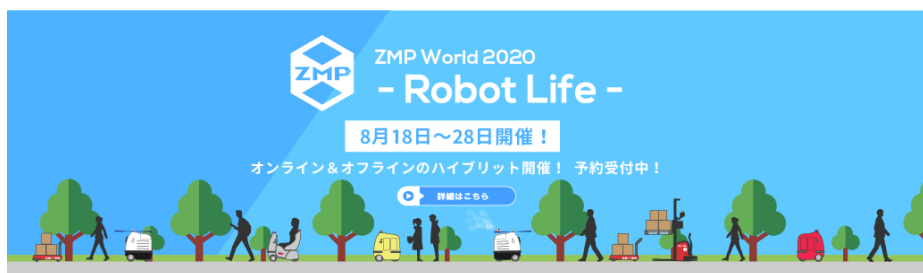 ZMP
ZMP World 2020
- Robot Life -
8月18日～28日開催！
オンライン＆オフラインのハイブリット開催！ 予約受付中！
詳細はこちら